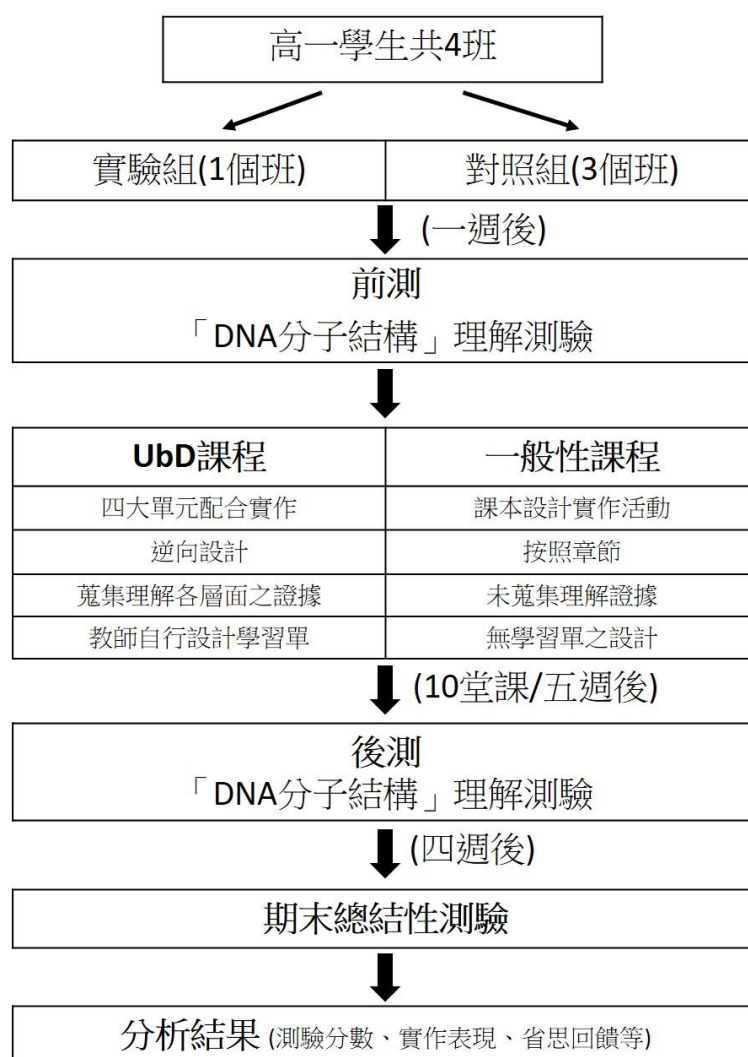 高一學生共4班
實驗組(1個班) 對照組(3個班)
(一週後)
前測
「DNA分子結構」理解測驗
UbD課程 一般性課程
四大單元配合實作 課本設計實作活動
逆向設計 按照章節
蒐集理解各層面之證據 未蒐集理解證據
教師自行設計學習單 無學習單之設計
(10堂課/五週後)
後測
「DNA分子結構」理解測驗
(四週後)
期末總結性測驗
分析結果 (測驗分數、實作表現、省思回饋等)